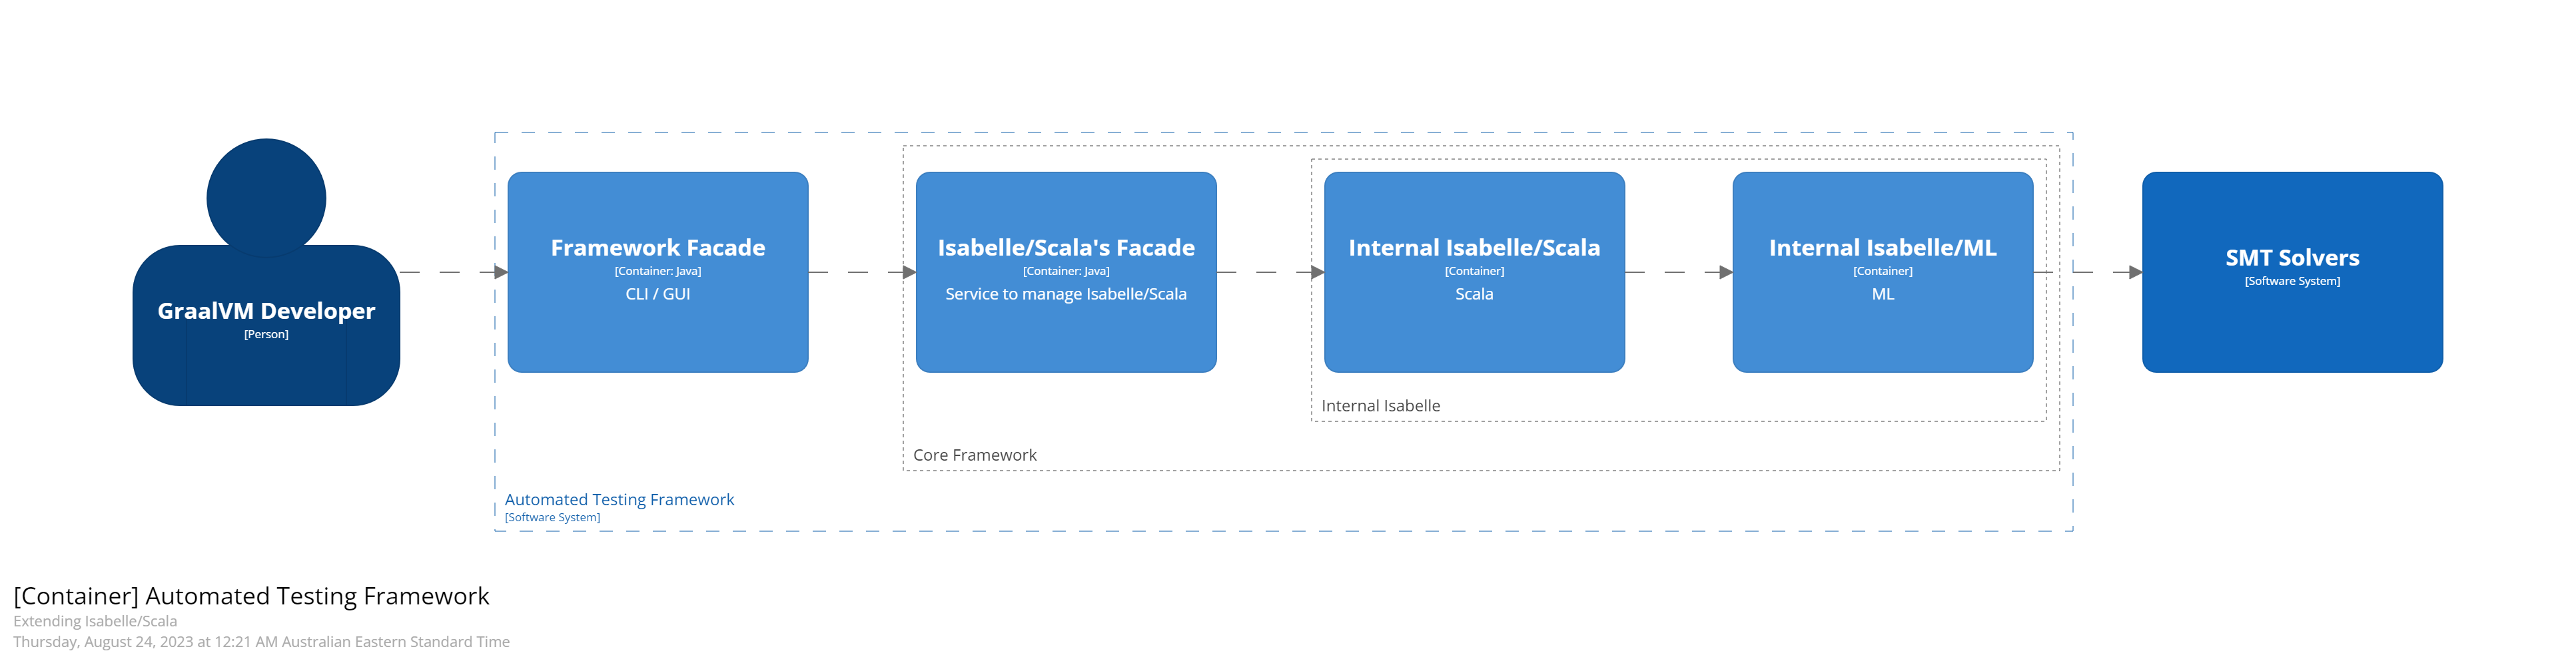 GraalVM Developer
[Person]
Framework Facade
[Container: Java]
CLI / GUI
Isabelle/Scala's Facade
[Container: Java]
Service to manage Isabelle/Scala
Internal Isabelle/Scala
[Container]
Scala
Internal Isabelle/ML
[Container]
ML
SMT Solvers
[Software System]
Internal Isabelle
Core Framework
Automated Testing Framework
[Software System]
[Container] Automated Testing Framework
Extending Isabelle/Scala
Thursday, August 24, 2023 at 12:21 AM Australian Eastern Standard Time